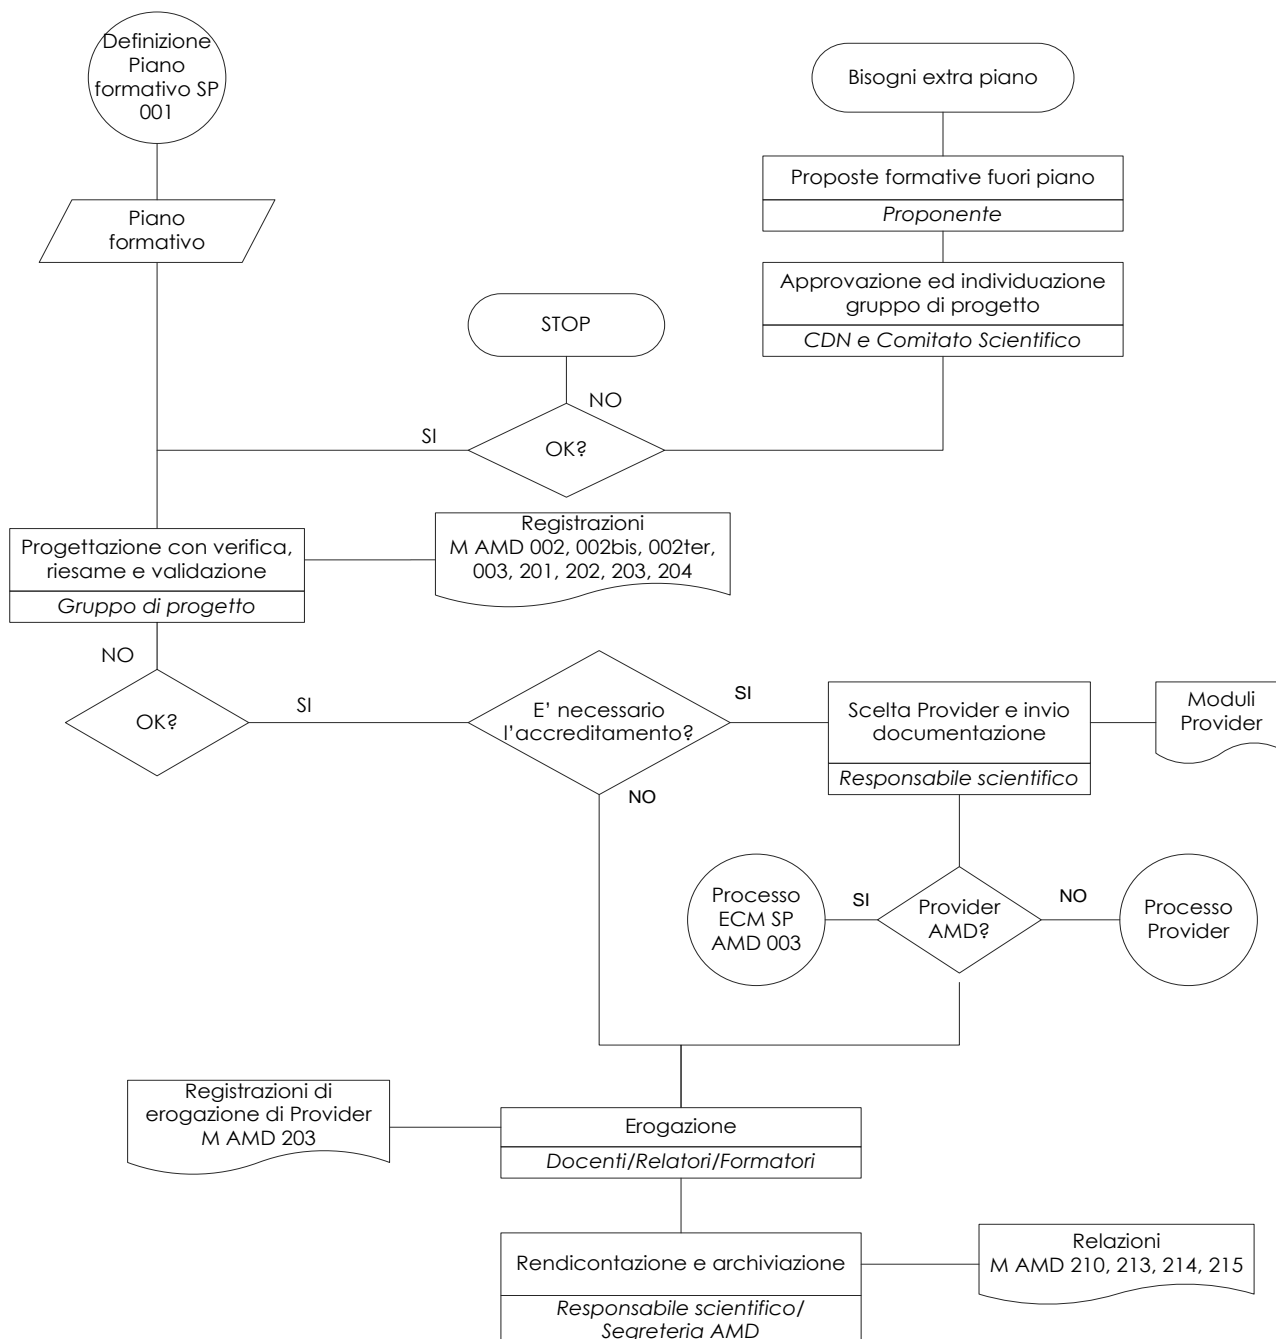 Definizione
Piano
formativo SP
001
Bisogni extra piano
Proposte formative fuori piano
Proponente
Piano
formativo
Approvazione ed individuazione
gruppo di progetto
CDN e Comitato Scientifico
STOP
NO
SI
OK?
Progettazione con verifica,
riesame e validazione
Gruppo di progetto
Registrazioni
M AMD 002, 002bis, 002ter,
003, 201, 202, 203, 204
NO
OK?
SI
E' necessario
l'accreditamento?
SI
NO
Scelta Provider e invio
documentazione
Responsabile scientifico
Moduli
Provider
Processo
ECM SP
AMD 003
SI
Provider
AMD?
NO
Processo
Provider
Registrazioni di
erogazione di Provider
M AMD 203
Erogazione
Docenti/Relatori/Formatori
Rendicontazione e archiviazione
Responsabile scientifico/
Segreteria AMD
Relazioni
M AMD 210, 213, 214, 215